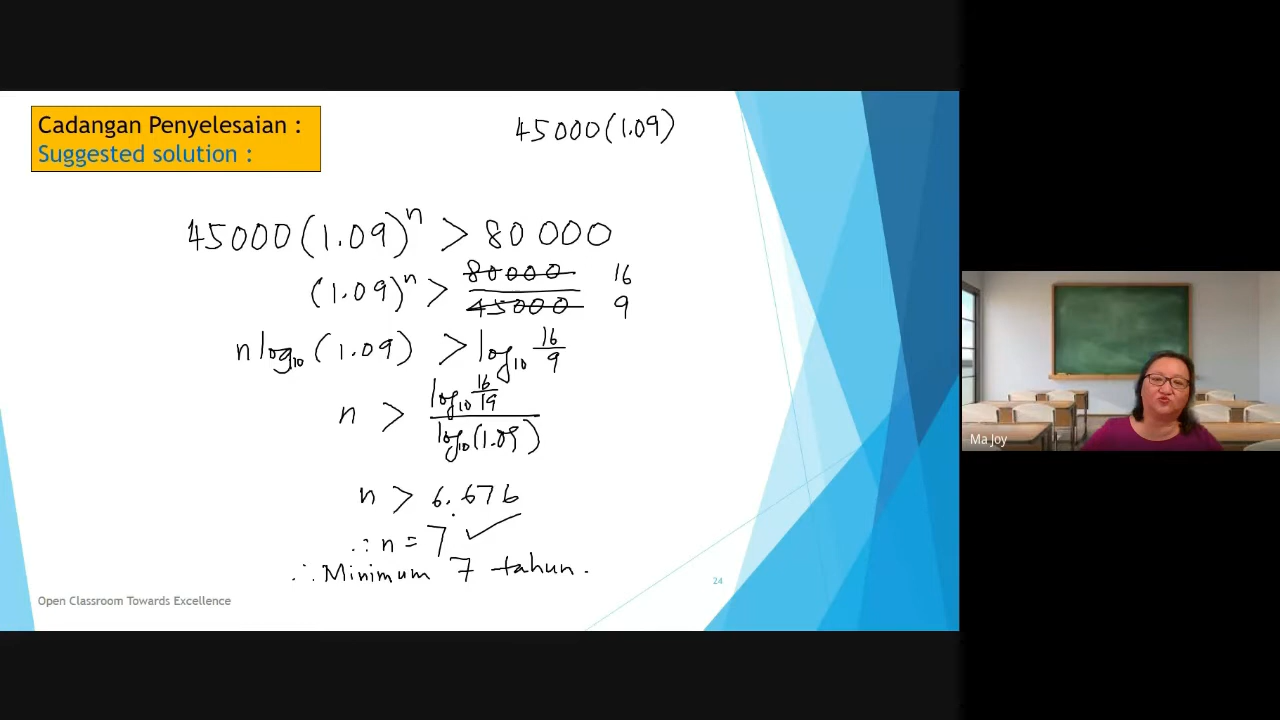 Cadangan Penyelesaian :
Suggested solution :
45000(1.09)
45000(1.09)^n > 80 000
(1.09)^n > 80000/45000 16/9
n log₁₀(1.09) > log₁₀ 16/9
n > log₁₀ 16/19 / log₁₀(1.09)
n > 6.676
∴ n = 7 ✓
∴ Minimum 7 tahun.
24
Open Classroom Towards Excellence
Ma Joy